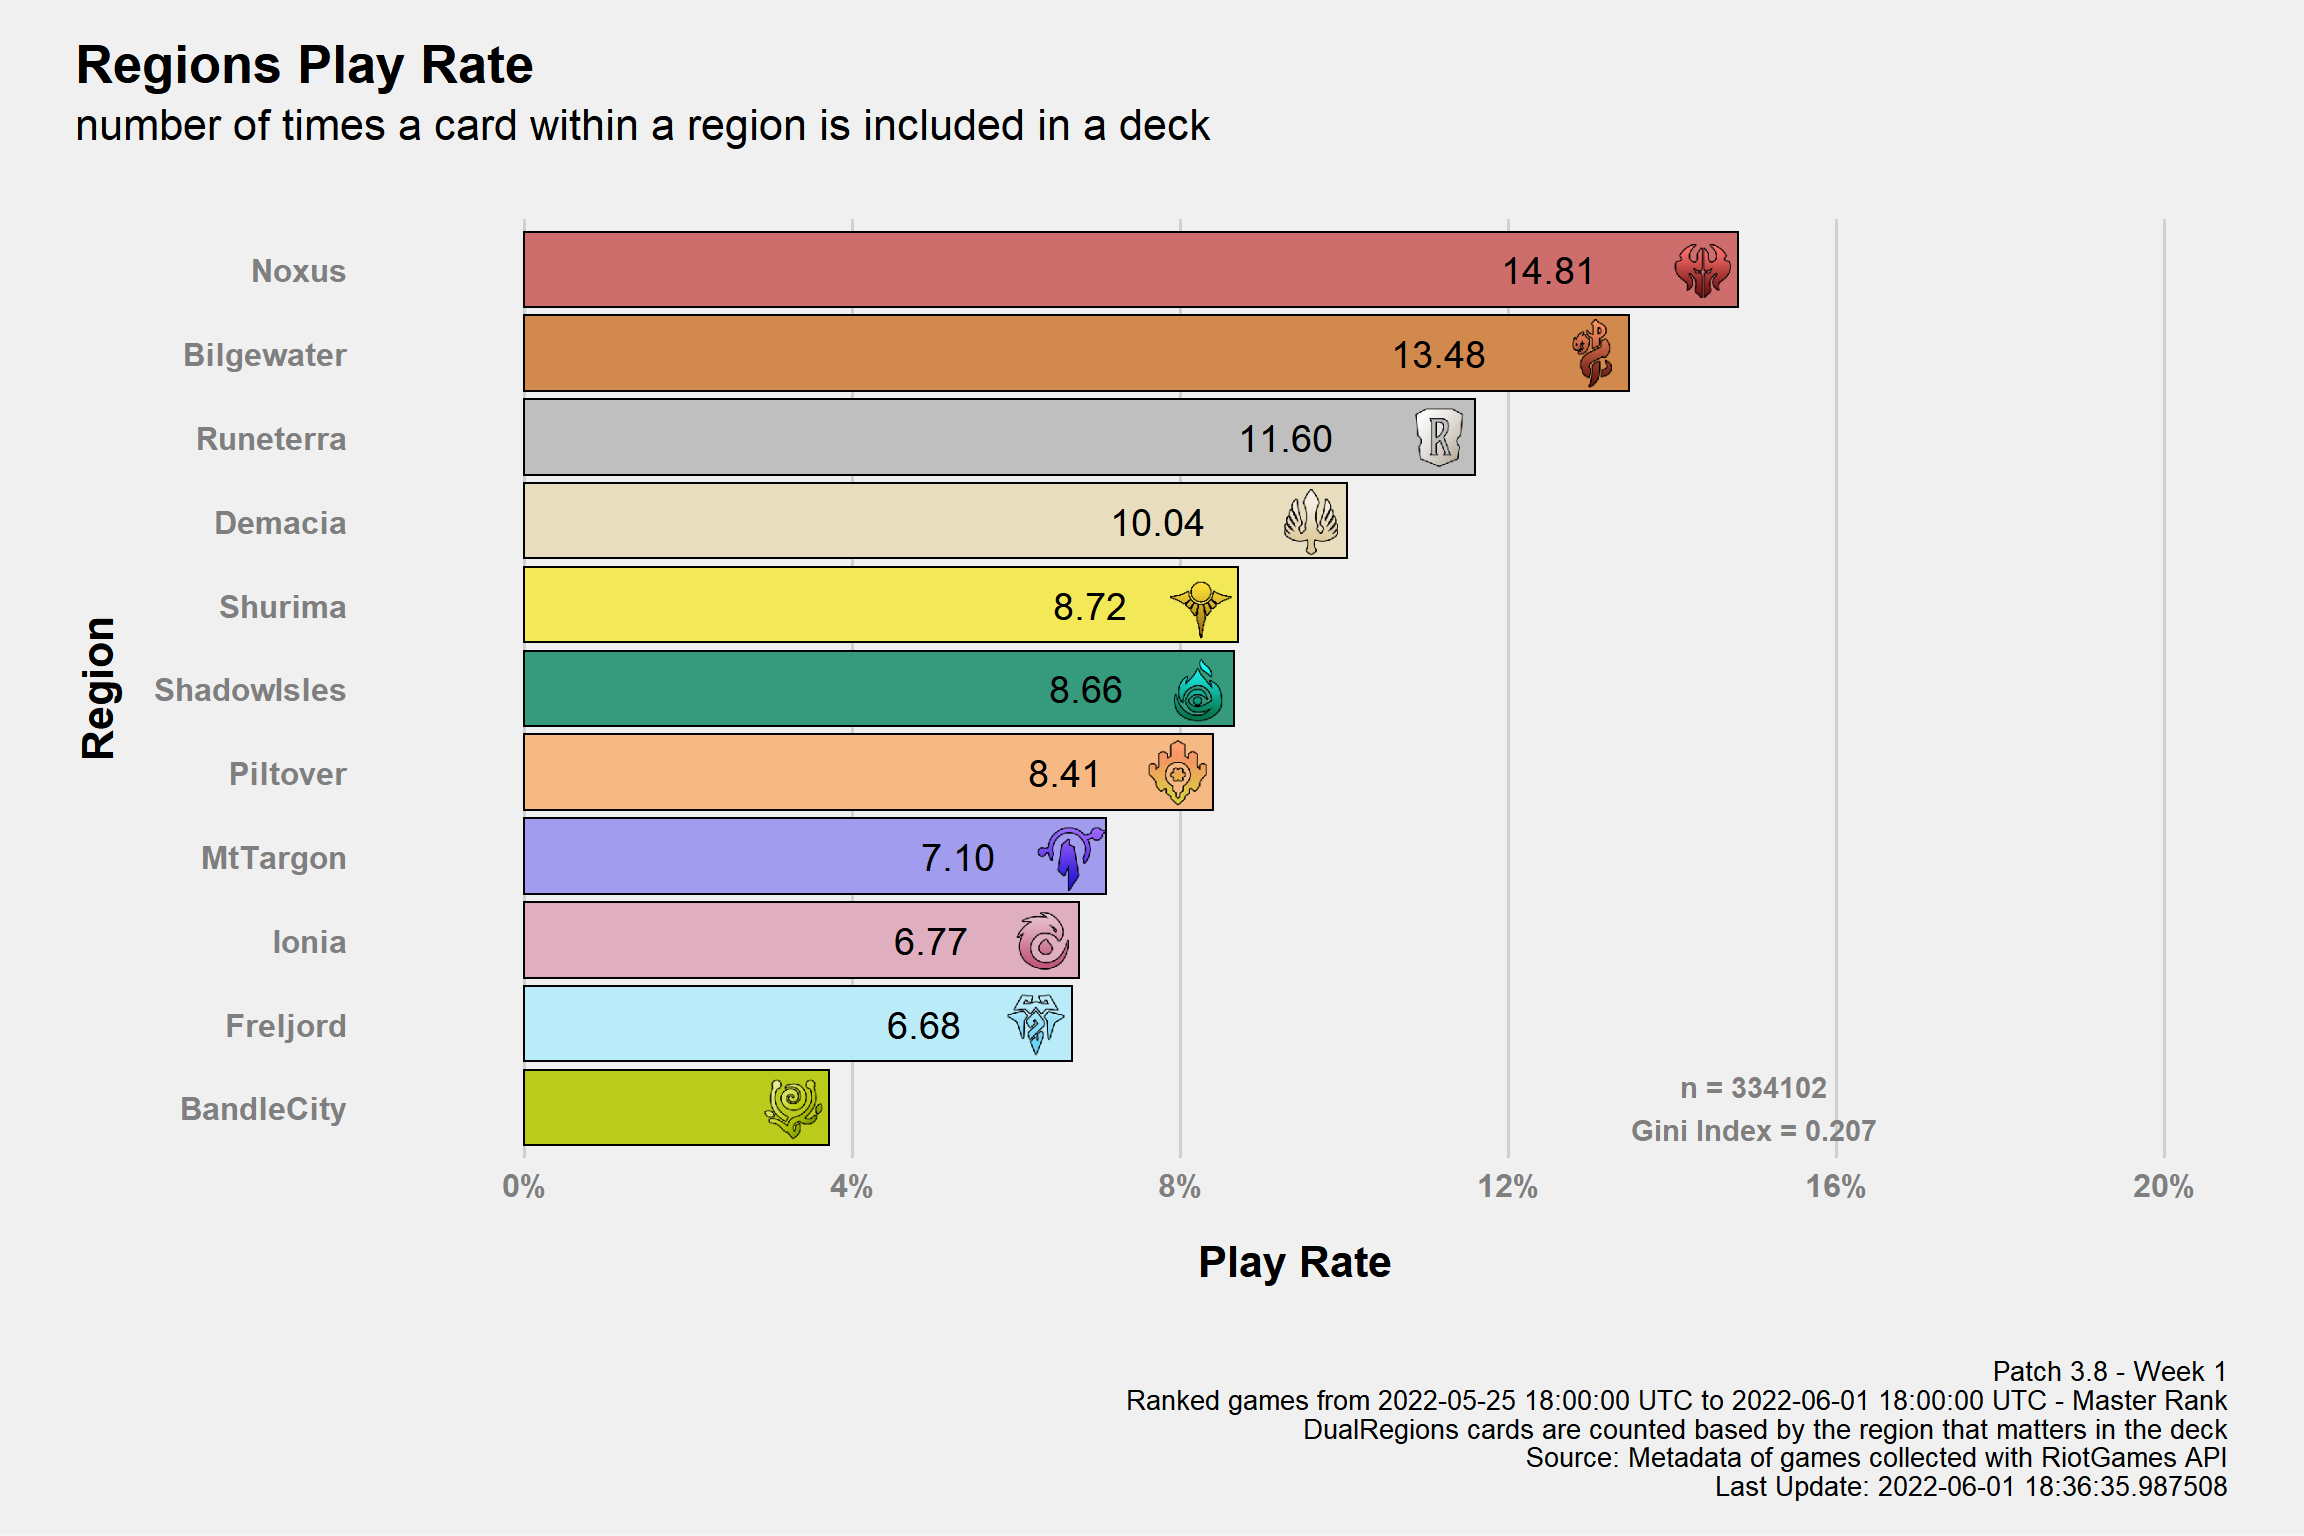 Regions Play Rate
number of times a card within a region is included in a deck
Region
Noxus 14.81
Bilgewater 13.48
Runeterra 11.60 R
Demacia 10.04
Shurima 8.72
ShadowIsles 8.66
Piltover 8.41
MtTargon 7.10
Ionia 6.77
Freljord 6.68
BandleCity
n = 334102
Gini Index = 0.207
0% 4% 8% 12% 16% 20%
Play Rate
Patch 3.8 - Week 1
Ranked games from 2022-05-25 18:00:00 UTC to 2022-06-01 18:00:00 UTC - Master Rank
DualRegions cards are counted based by the region that matters in the deck
Source: Metadata of games collected with RiotGames API
Last Update: 2022-06-01 18:36:35.987508